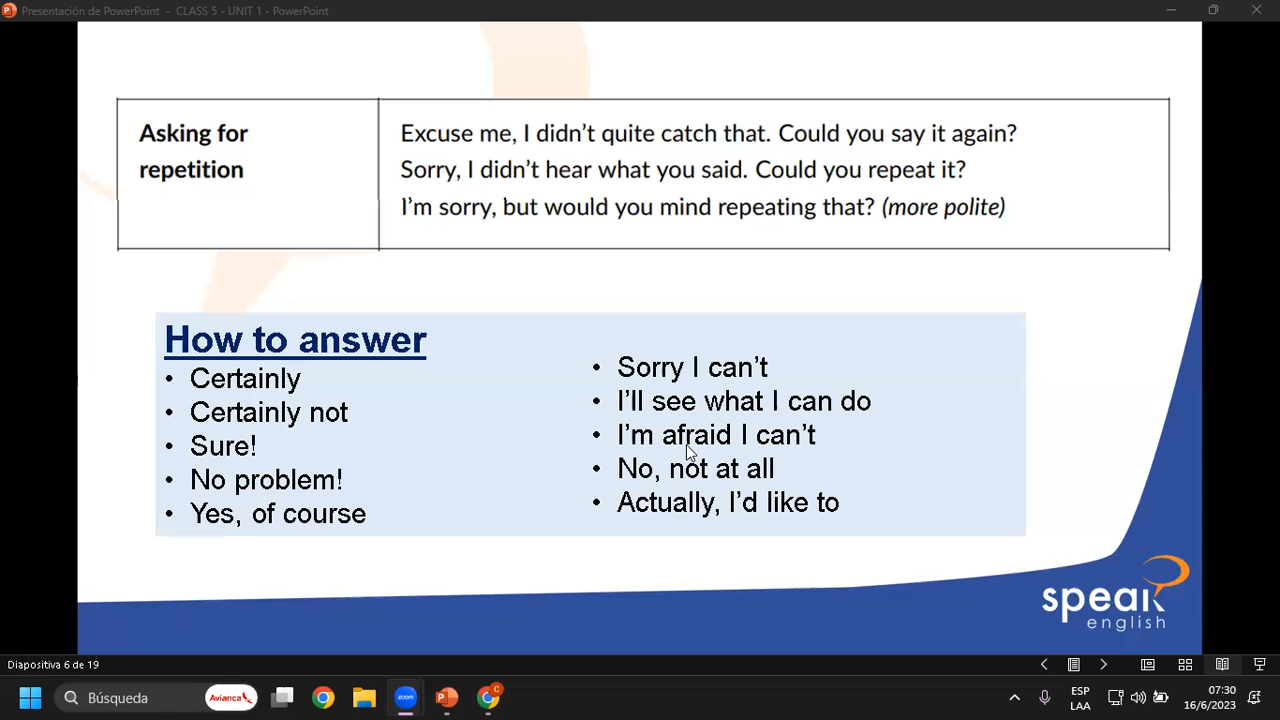 Presentación de PowerPoint - CLASS 5 - UNIT 1 - PowerPoint
Asking for
repetition
Excuse me, I didn't quite catch that. Could you say it again?
Sorry, I didn't hear what you said. Could you repeat it?
I'm sorry, but would you mind repeating that? (more polite)
How to answer
• Certainly
• Certainly not
• Sure!
• No problem!
• Yes, of course
• Sorry I can't
• I'll see what I can do
• I'm afraid I can't
• No, not at all
• Actually, I'd like to
speak
english
Diapositiva 6 de 19
Búsqueda
Avianca
zoom
C
ESP
LAA
07:30
16/6/2023